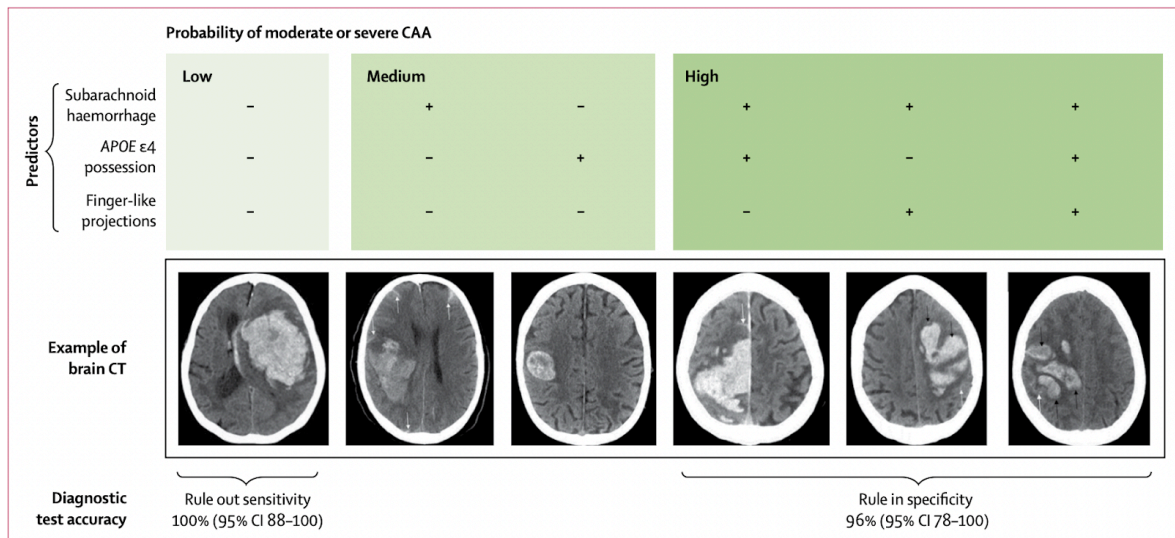 Probability of moderate or severe CAA
Low
Medium
High
Predictors
Subarachnoid
haemorrhage
– + – + + +
APOE ε4
possession
– – + + – +
Finger-like
projections
– – – – + +
Example of
brain CT
Diagnostic
test accuracy
Rule out sensitivity
100% (95% CI 88–100)
Rule in specificity
96% (95% CI 78–100)